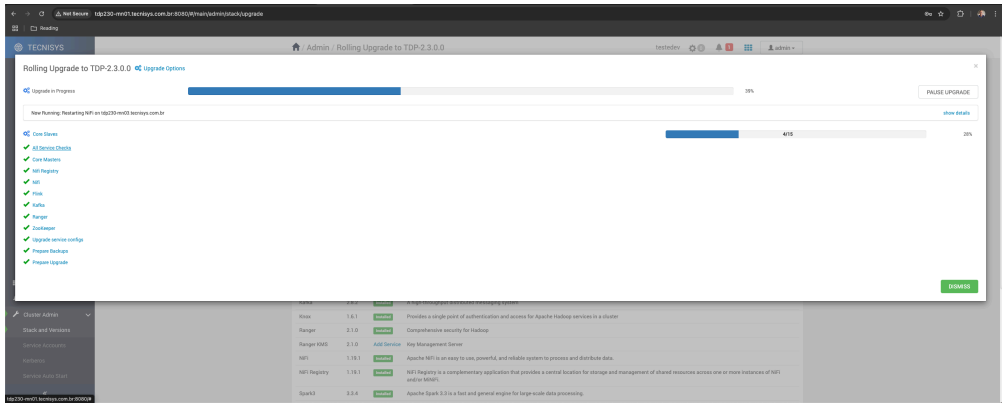 Not Secure tdp230-mn01.tecnisys.com.br:8080/#/main/admin/stack/upgrade
Reading
TECNISYS
/ Admin / Rolling Upgrade to TDP-2.3.0.0
testedev
admin
Rolling Upgrade to TDP-2.3.0.0 Upgrade Options
Upgrade in Progress
39%
PAUSE UPGRADE
Now Running: Restarting NiFi on tdp230-mn03.tecnisys.com.br
show details
Core Slaves
4/15
28%
All Service Checks
Core Masters
Nifi Registry
Nifi
Flink
Kafka
Ranger
ZooKeeper
Upgrade service configs
Prepare Backups
Prepare Upgrade
DISMISS
Cluster Admin
Stack and Versions
Service Accounts
Kerberos
Service Auto Start
Knox 1.6.1 Installed Provides a single point of authentication and access for Apache Hadoop services in a cluster
Ranger 2.1.0 Installed Comprehensive security for Hadoop
Ranger KMS 2.1.0 Add Service Key Management Server
NiFi 1.18.1 Installed Apache NiFi is an easy to use, powerful, and reliable system to process and distribute data.
NiFi Registry 1.18.1 Installed NiFi Registry is a complementary application that provides a central location for storage and management of shared resources across one or more instances of NiFi
and/or MiNiFi.
Spark3 3.3.4 Installed Apache Spark 3.3 is a fast and general engine for large-scale data processing.
tdp230-mn01.tecnisys.com.br:8080/#